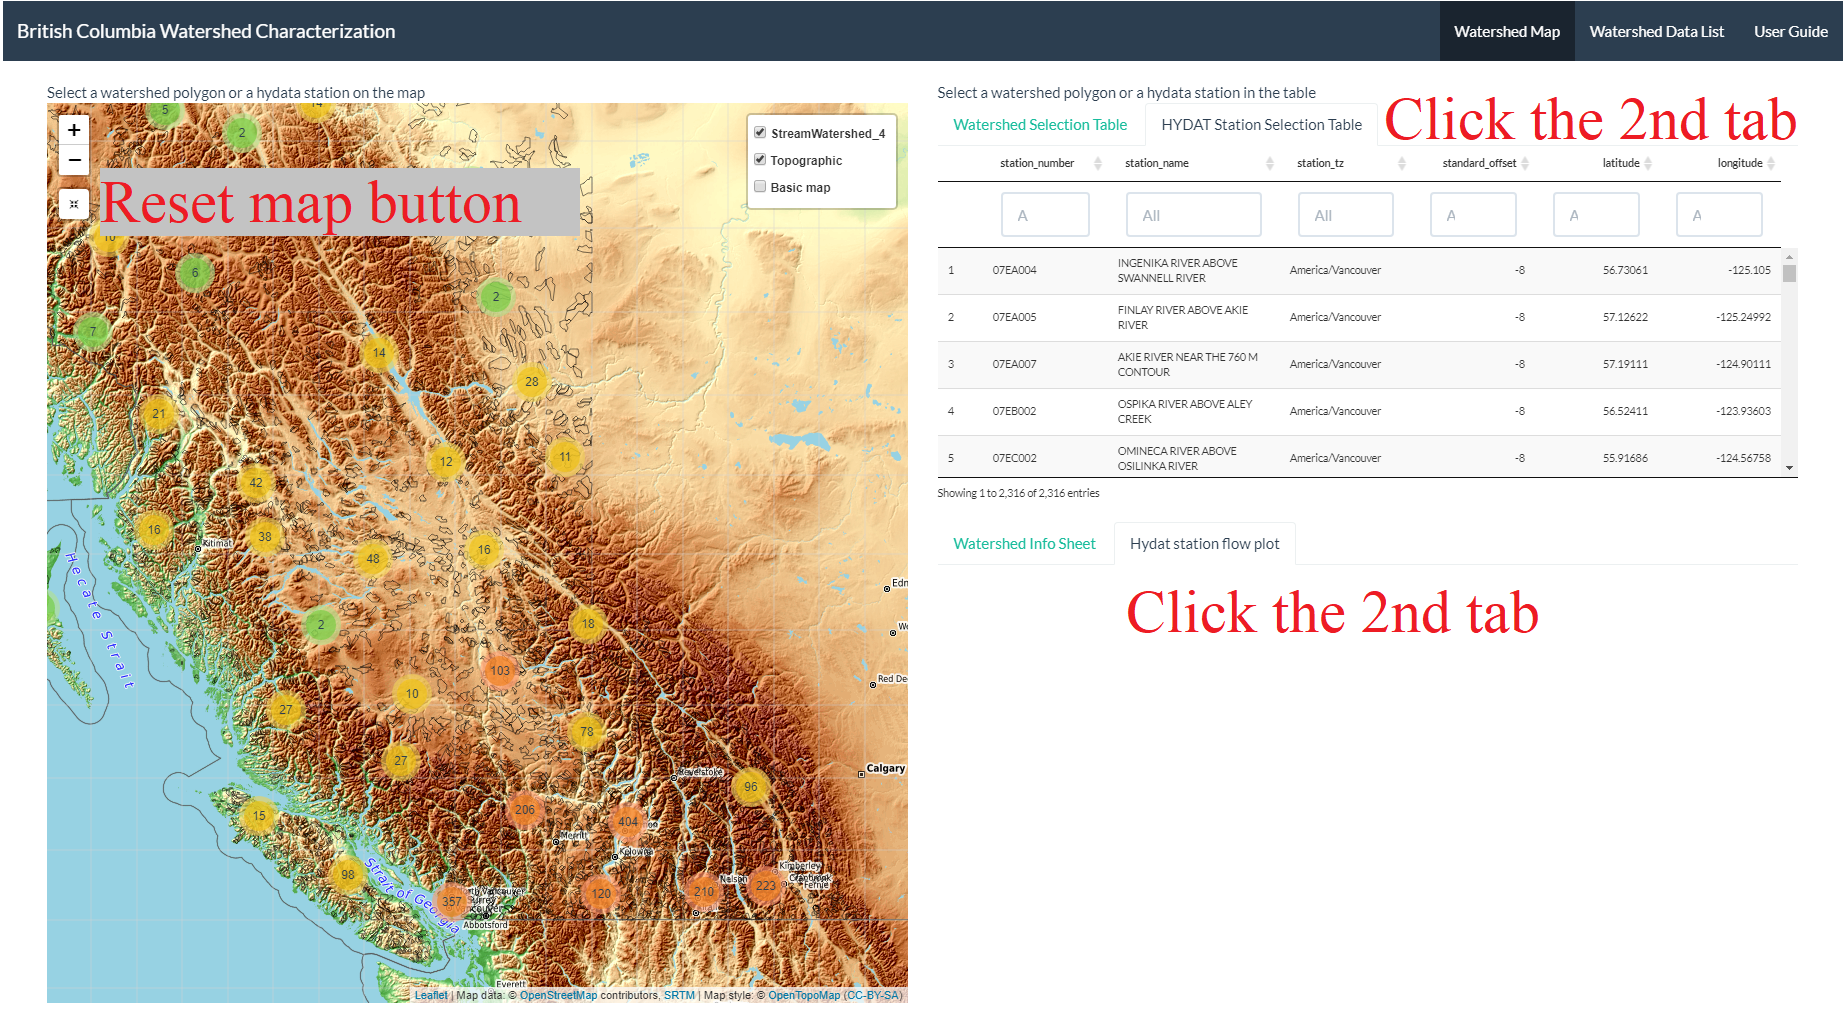 British Columbia Watershed Characterization
Watershed Map
Watershed Data List
User Guide
Select a watershed polygon or a hydata station on the map
+
−
Reset map button
StreamWatershed_4
Topographic
Basic map
5
14
2
10
6
2
7
14
28
21
12
11
42
16
38
48
16
Kitimat
2
18
103
10
27
78
27
96
15
206
404
98
357
120
210
223
Hecate Strait
Strait of Georgia
Edn
We
Red De
Calgary
Revelstoke
Merritt
Kelowna
Nelson
Kimberley
Cranbrook
Fernie
North Vancouver
Surrey
Abbotsford
Everett
Leaflet | Map data: © OpenStreetMap contributors, SRTM | Map style: © OpenTopoMap (CC-BY-SA)
Select a watershed polygon or a hydata station in the table
Watershed Selection Table
HYDAT Station Selection Table
Click the 2nd tab
station_number station_name station_tz standard_offset latitude longitude
A All All A A A
1 07EA004 INGENIKA RIVER ABOVE America/Vancouver -8 56.73061 -125.105
SWANNELL RIVER
2 07EA005 FINLAY RIVER ABOVE AKIE America/Vancouver -8 57.12622 -125.24992
RIVER
3 07EA007 AKIE RIVER NEAR THE 760 M America/Vancouver -8 57.19111 -124.90111
CONTOUR
4 07EB002 OSPIKA RIVER ABOVE ALEY America/Vancouver -8 56.52411 -123.93603
CREEK
5 07EC002 OMINECA RIVER ABOVE America/Vancouver -8 55.91686 -124.56758
OSILINKA RIVER
Showing 1 to 2,316 of 2,316 entries
Watershed Info Sheet
Hydat station flow plot
Click the 2nd tab